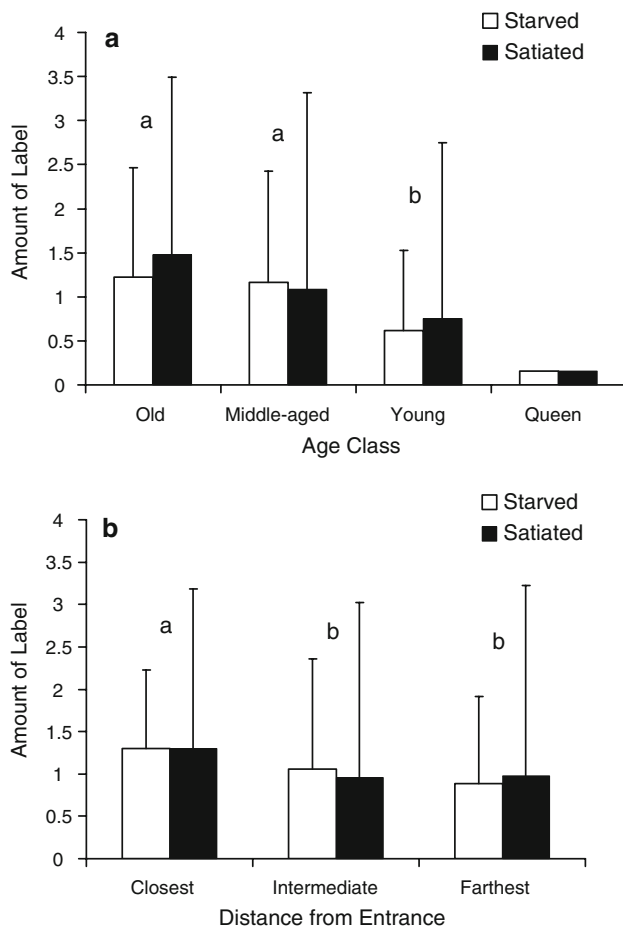 a
Starved
Satiated
4
3.5
3
2.5
2
1.5
1
0.5
0
Amount of Label
a
a
b
Old Middle-aged Young Queen
Age Class
b
Starved
Satiated
4
3.5
3
2.5
2
1.5
1
0.5
0
Amount of Label
a
b
b
Closest Intermediate Farthest
Distance from Entrance